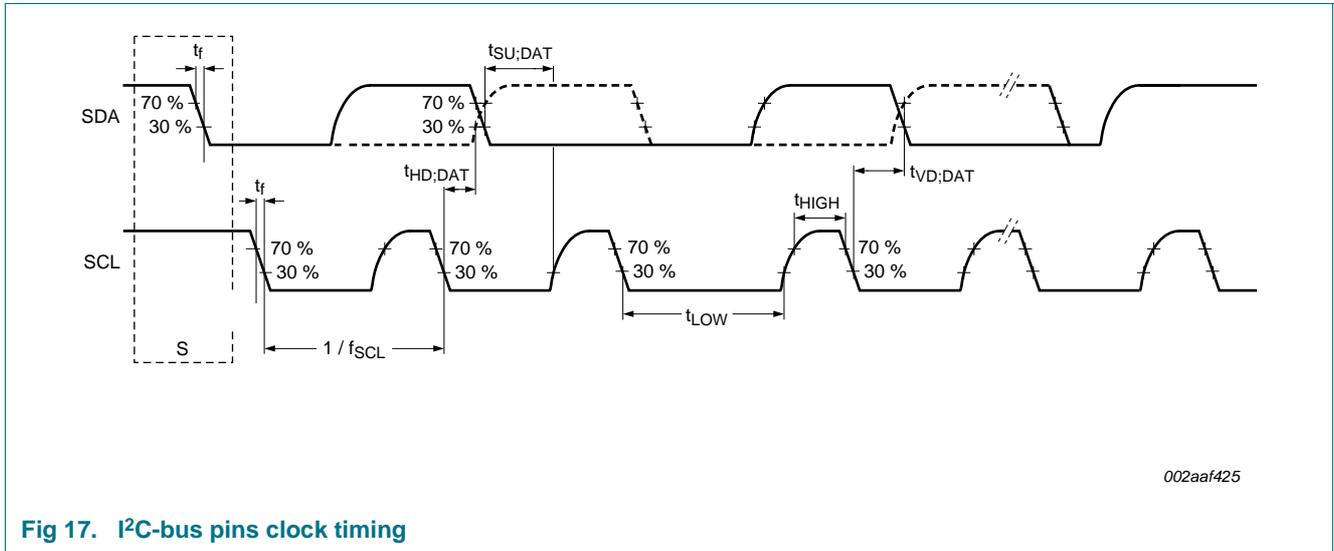 tf
tSU;DAT
SDA
70 %
30 %
70 %
30 %
tHD;DAT
tf
tVD;DAT
tHIGH
SCL
70 %
30 %
70 %
30 %
70 %
30 %
70 %
30 %
tLOW
S
1 / fSCL
002aaf425
Fig 17. I²C-bus pins clock timing